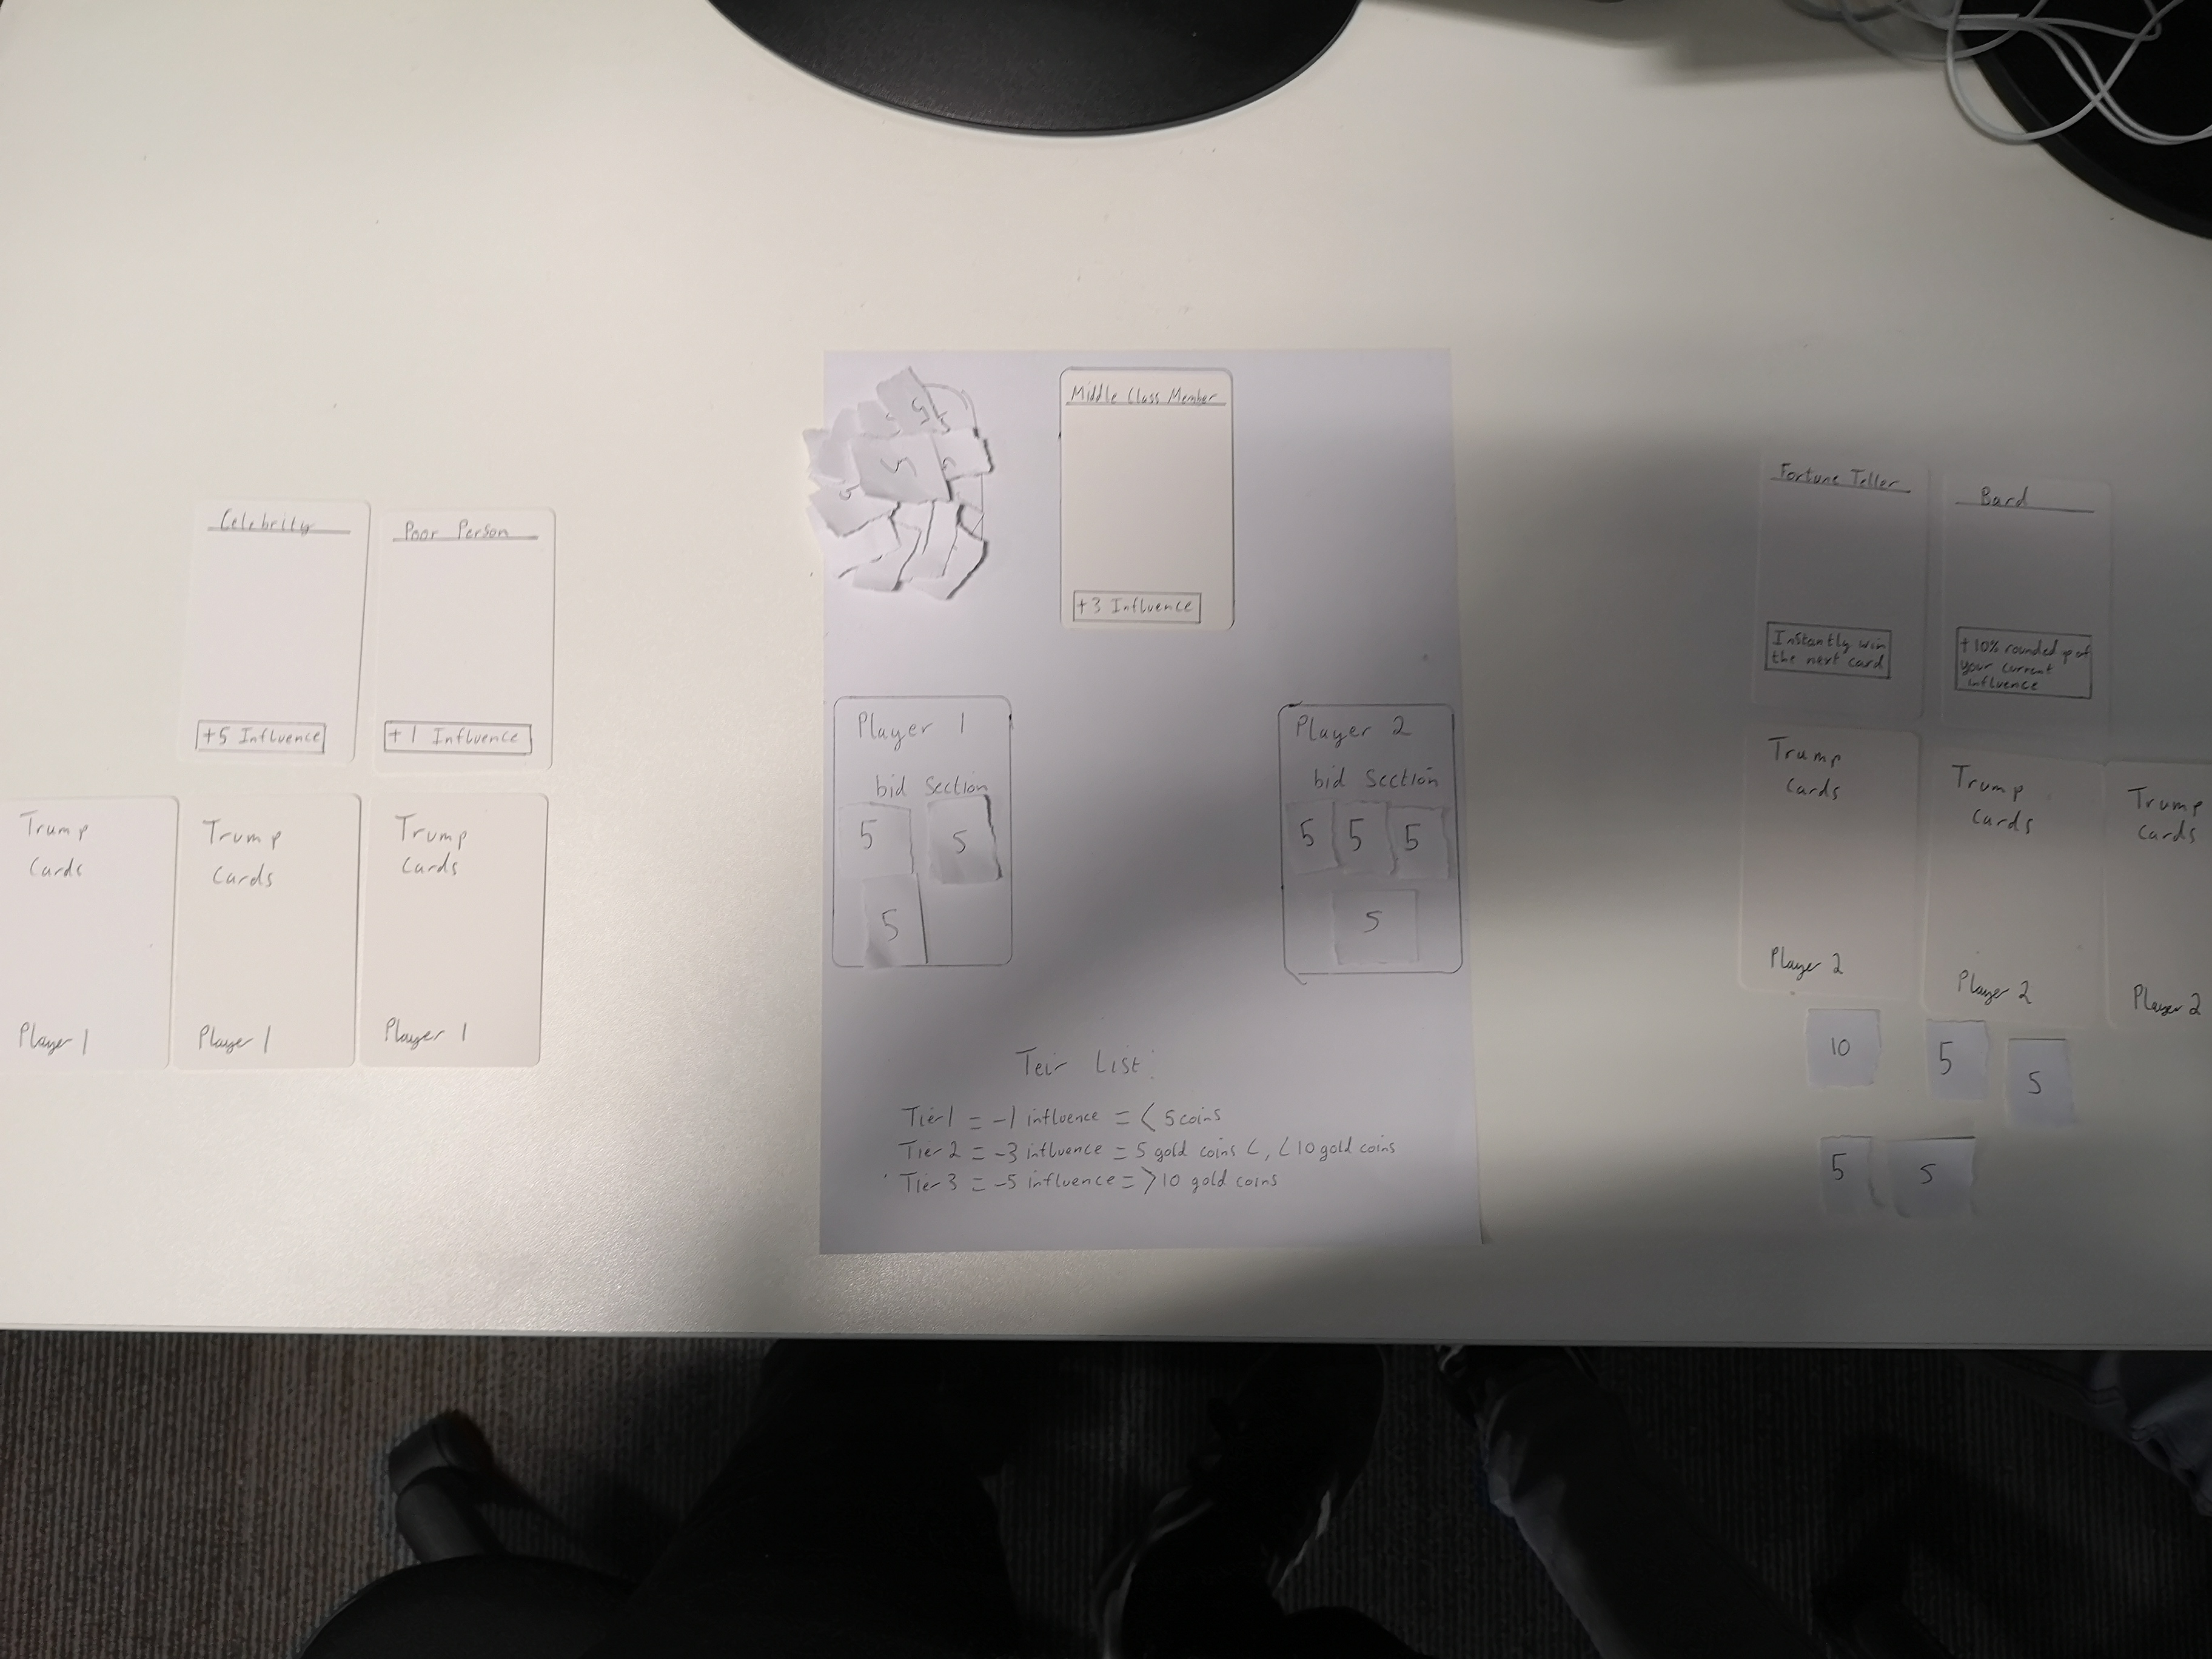 Celebrity
+5 Influence
Poor Person
+1 Influence
Trump
Cards
Player 1
Trump
Cards
Player 1
Trump
Cards
Player 1
5
5
Middle Class Member
+3 Influence
Player 1
bid Section
5
5
5
Player 2
bid Section
5
5
5
5
Teir List:
Tier 1 = -1 influence = < 5 coins
Tier 2 = -3 influence = 5 gold coins <, < 10 gold coins
Tier 3 = -5 influence = > 10 gold coins
Fortune Teller
Instantly win
the next card
Bard
+10% rounded up of
your current
influence
Trump
Cards
Player 2
Trump
Cards
Player 2
Trump
Cards
Player 2
10
5
5
5
5